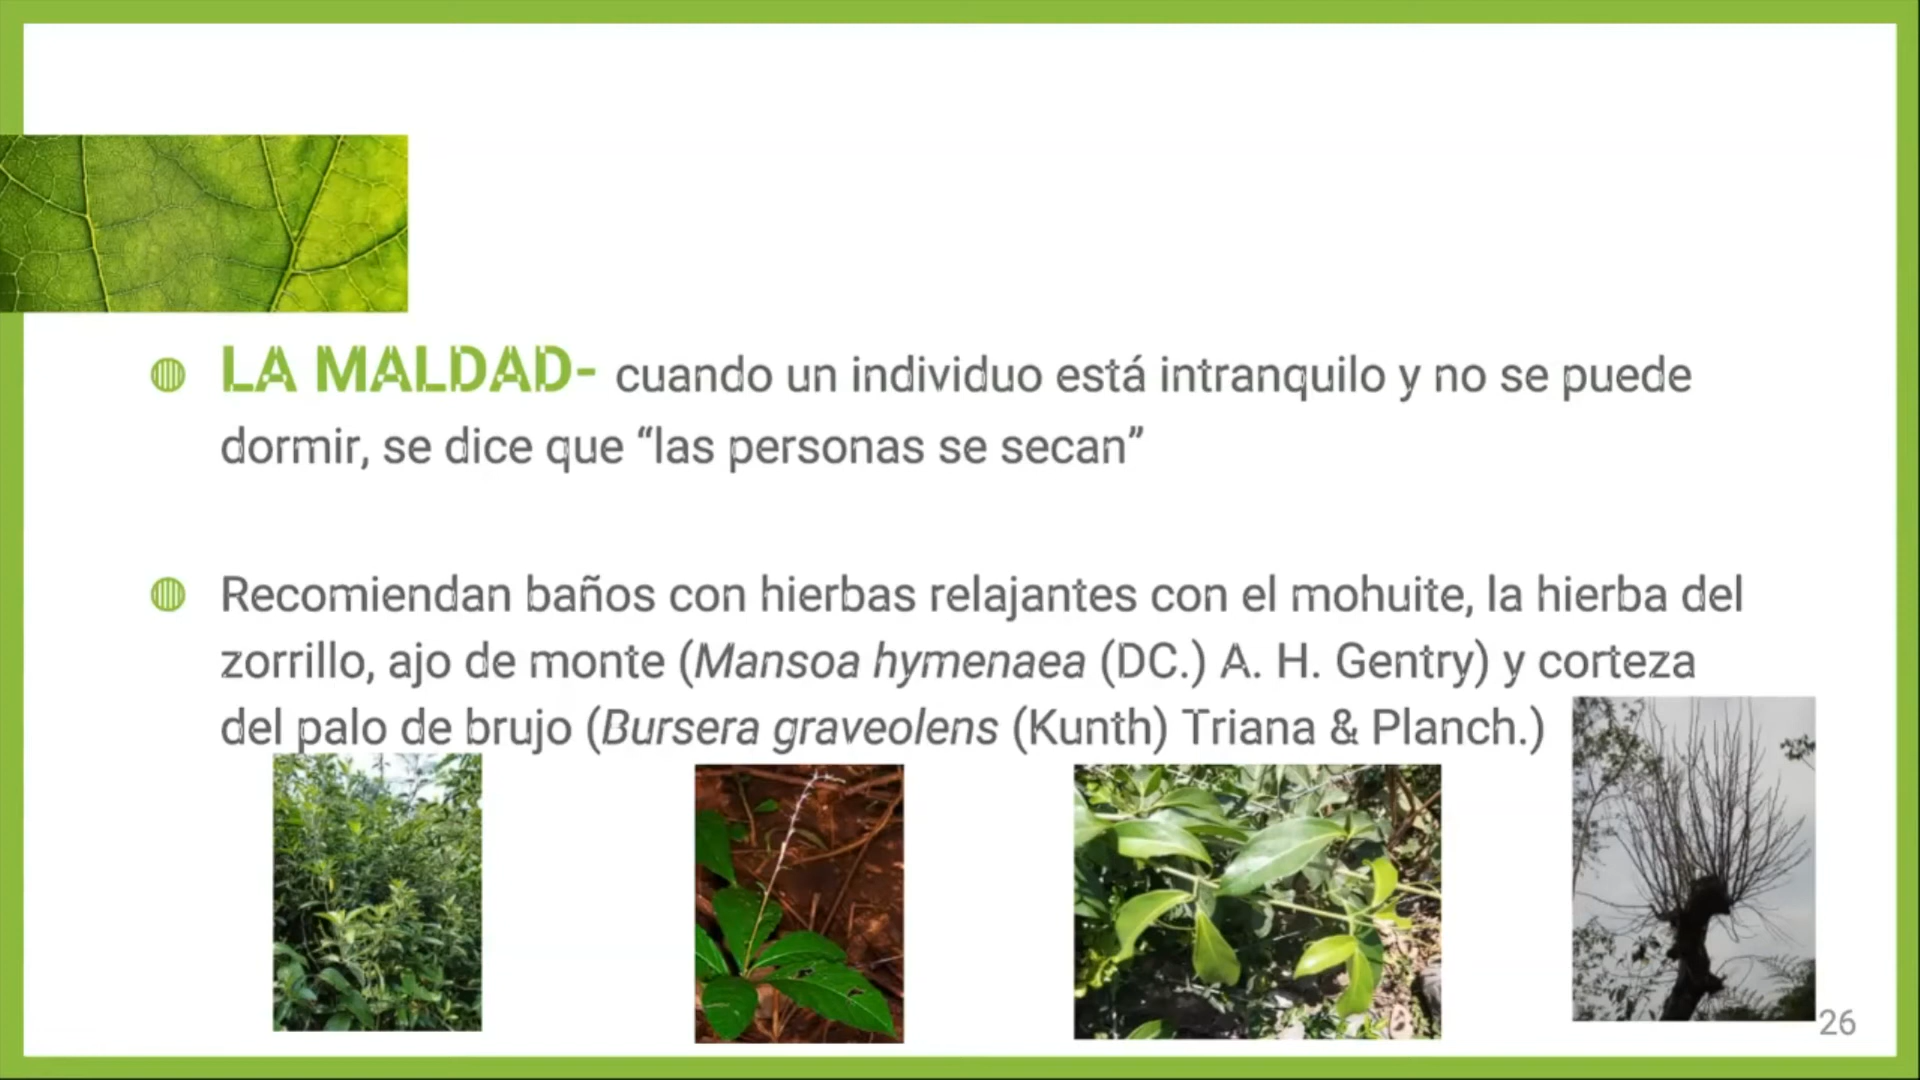 LA MALDAD- cuando un individuo está intranquilo y no se puede
dormir, se dice que “las personas se secan”
Recomiendan baños con hierbas relajantes con el mohuite, la hierba del
zorrillo, ajo de monte (Mansoa hymenaea (DC.) A. H. Gentry) y corteza
del palo de brujo (Bursera graveolens (Kunth) Triana & Planch.)
26